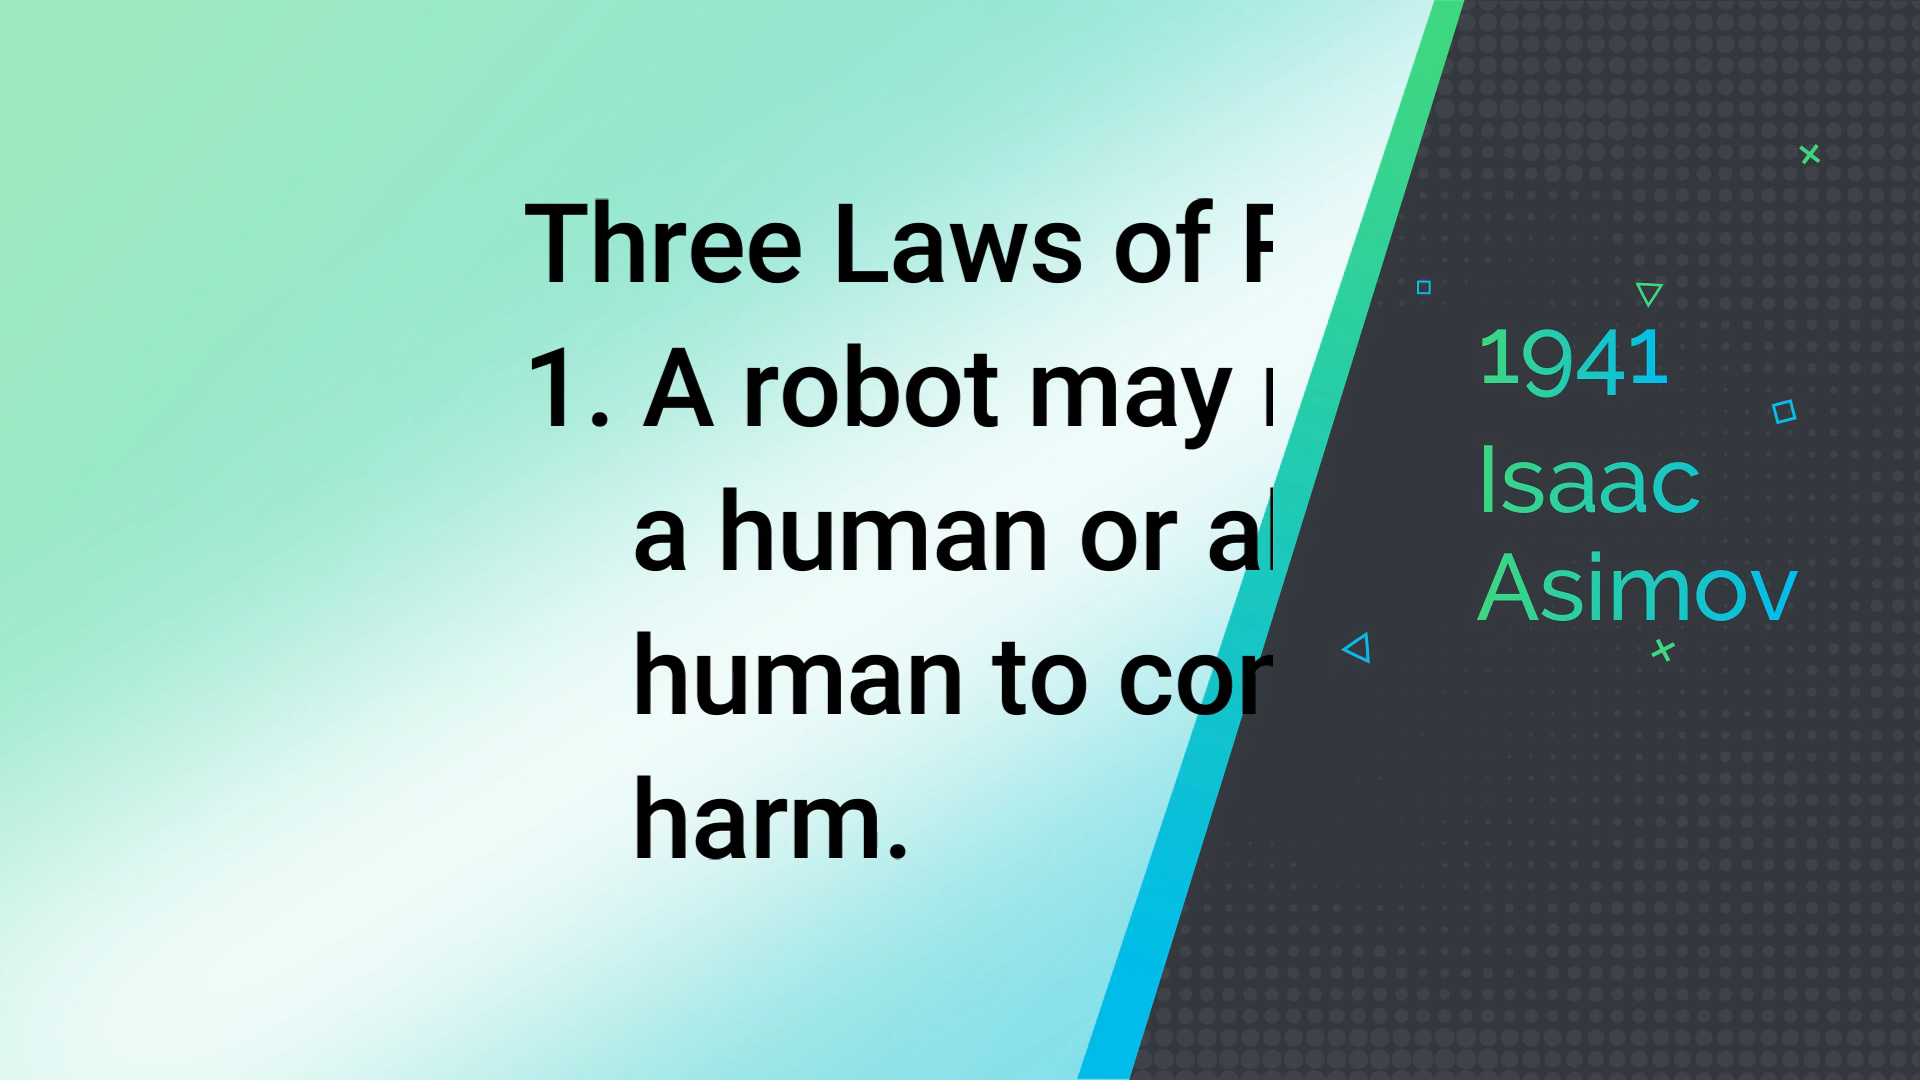 Three Laws of
1. A robot may
a human or
human to
harm.
1941
Isaac
Asimov